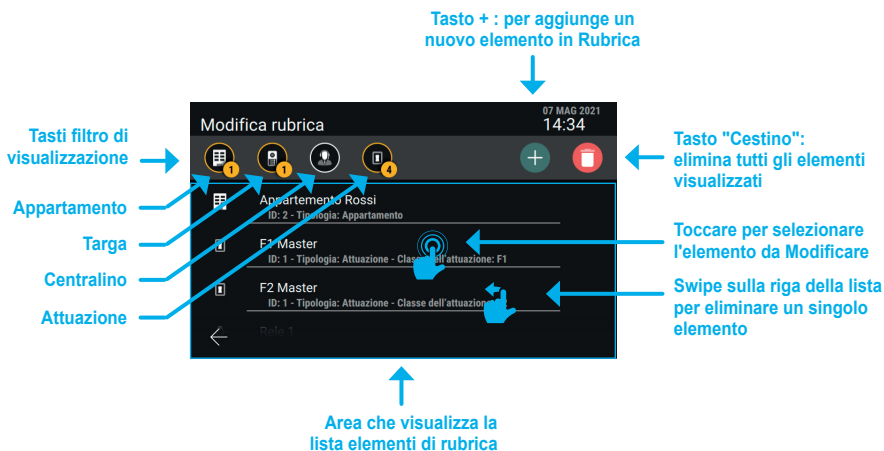 Tasto + : per aggiunge un
nuovo elemento in Rubrica
07 MAG 2021
Modifica rubrica
14:34
Tasti filtro di
visualizzazione
1
1
4
Tasto "Cestino":
elimina tutti gli elementi
visualizzati
Appartamento
Targa
Centralino
Attuazione
Appartemento Rossi
ID: 2 - Tipologia: Appartamento
F1 Master
ID: 1 - Tipologia: Attuazione - Classe dell'attuazione: F1
F2 Master
ID: 1 - Tipologia: Attuazione - Classe dell'attuazione:
Rele 1
Toccare per selezionare
l'elemento da Modificare
Swipe sulla riga della lista
per eliminare un singolo
elemento
Area che visualizza la
lista elementi di rubrica